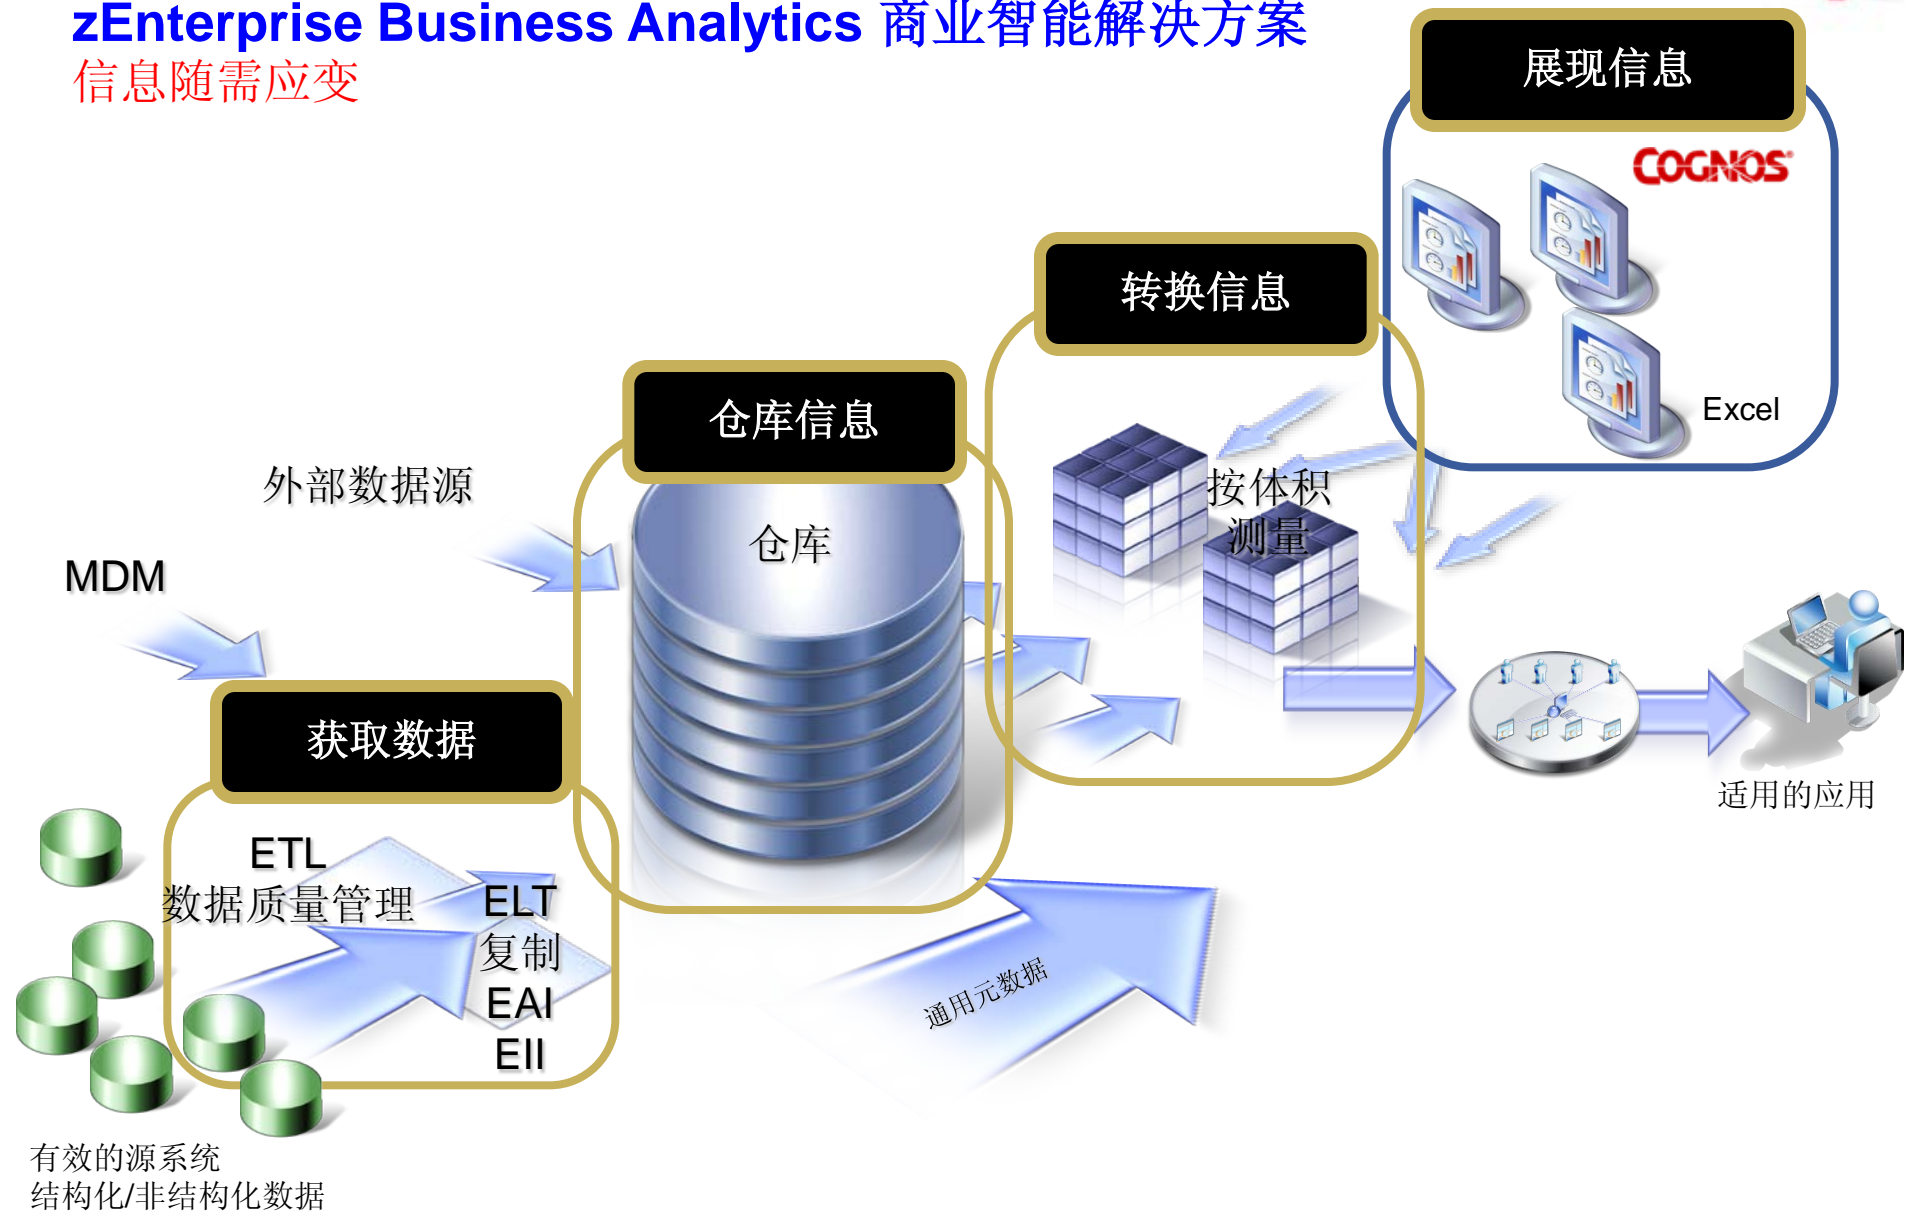 zEnterprise Business Analytics 商业智能解决方案
信息随需应变
展现信息
COGNOS
Excel
转换信息
按体积
测量
仓库信息
仓库
外部数据源
MDM
获取数据
ETL
数据质量管理
ELT
复制
EAI
EII
通用元数据
适用的应用
有效的源系统
结构化/非结构化数据